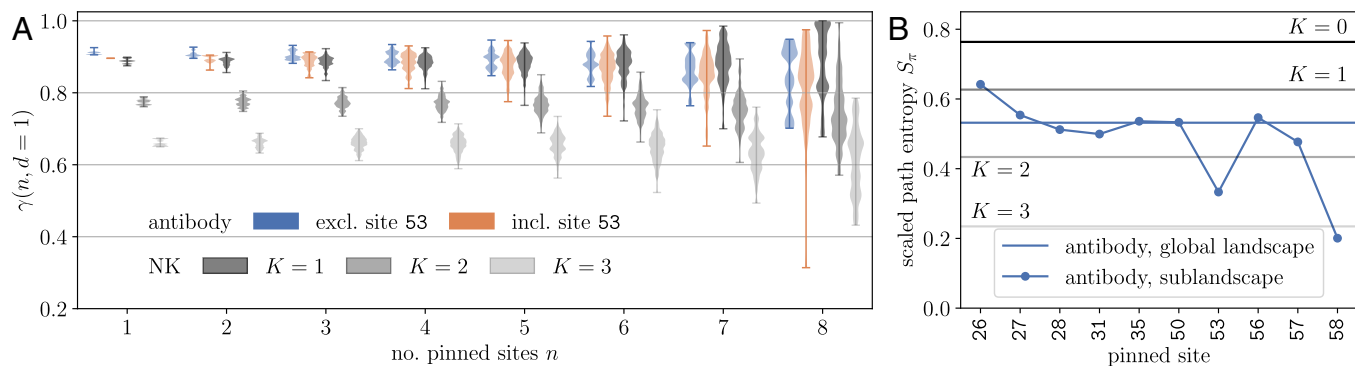 A
γ(n, d = 1)
1.0
0.8
0.6
0.4
0.2
antibody excl. site 53 incl. site 53
NK K = 1 K = 2 K = 3
1 2 3 4 5 6 7 8
no. pinned sites n
B
scaled path entropy Sπ
0.8
0.6
0.4
0.2
0.0
K = 0
K = 1
K = 2
K = 3
antibody, global landscape
antibody, sublandscape
26 27 28 31 35 50 53 56 57 58
pinned site